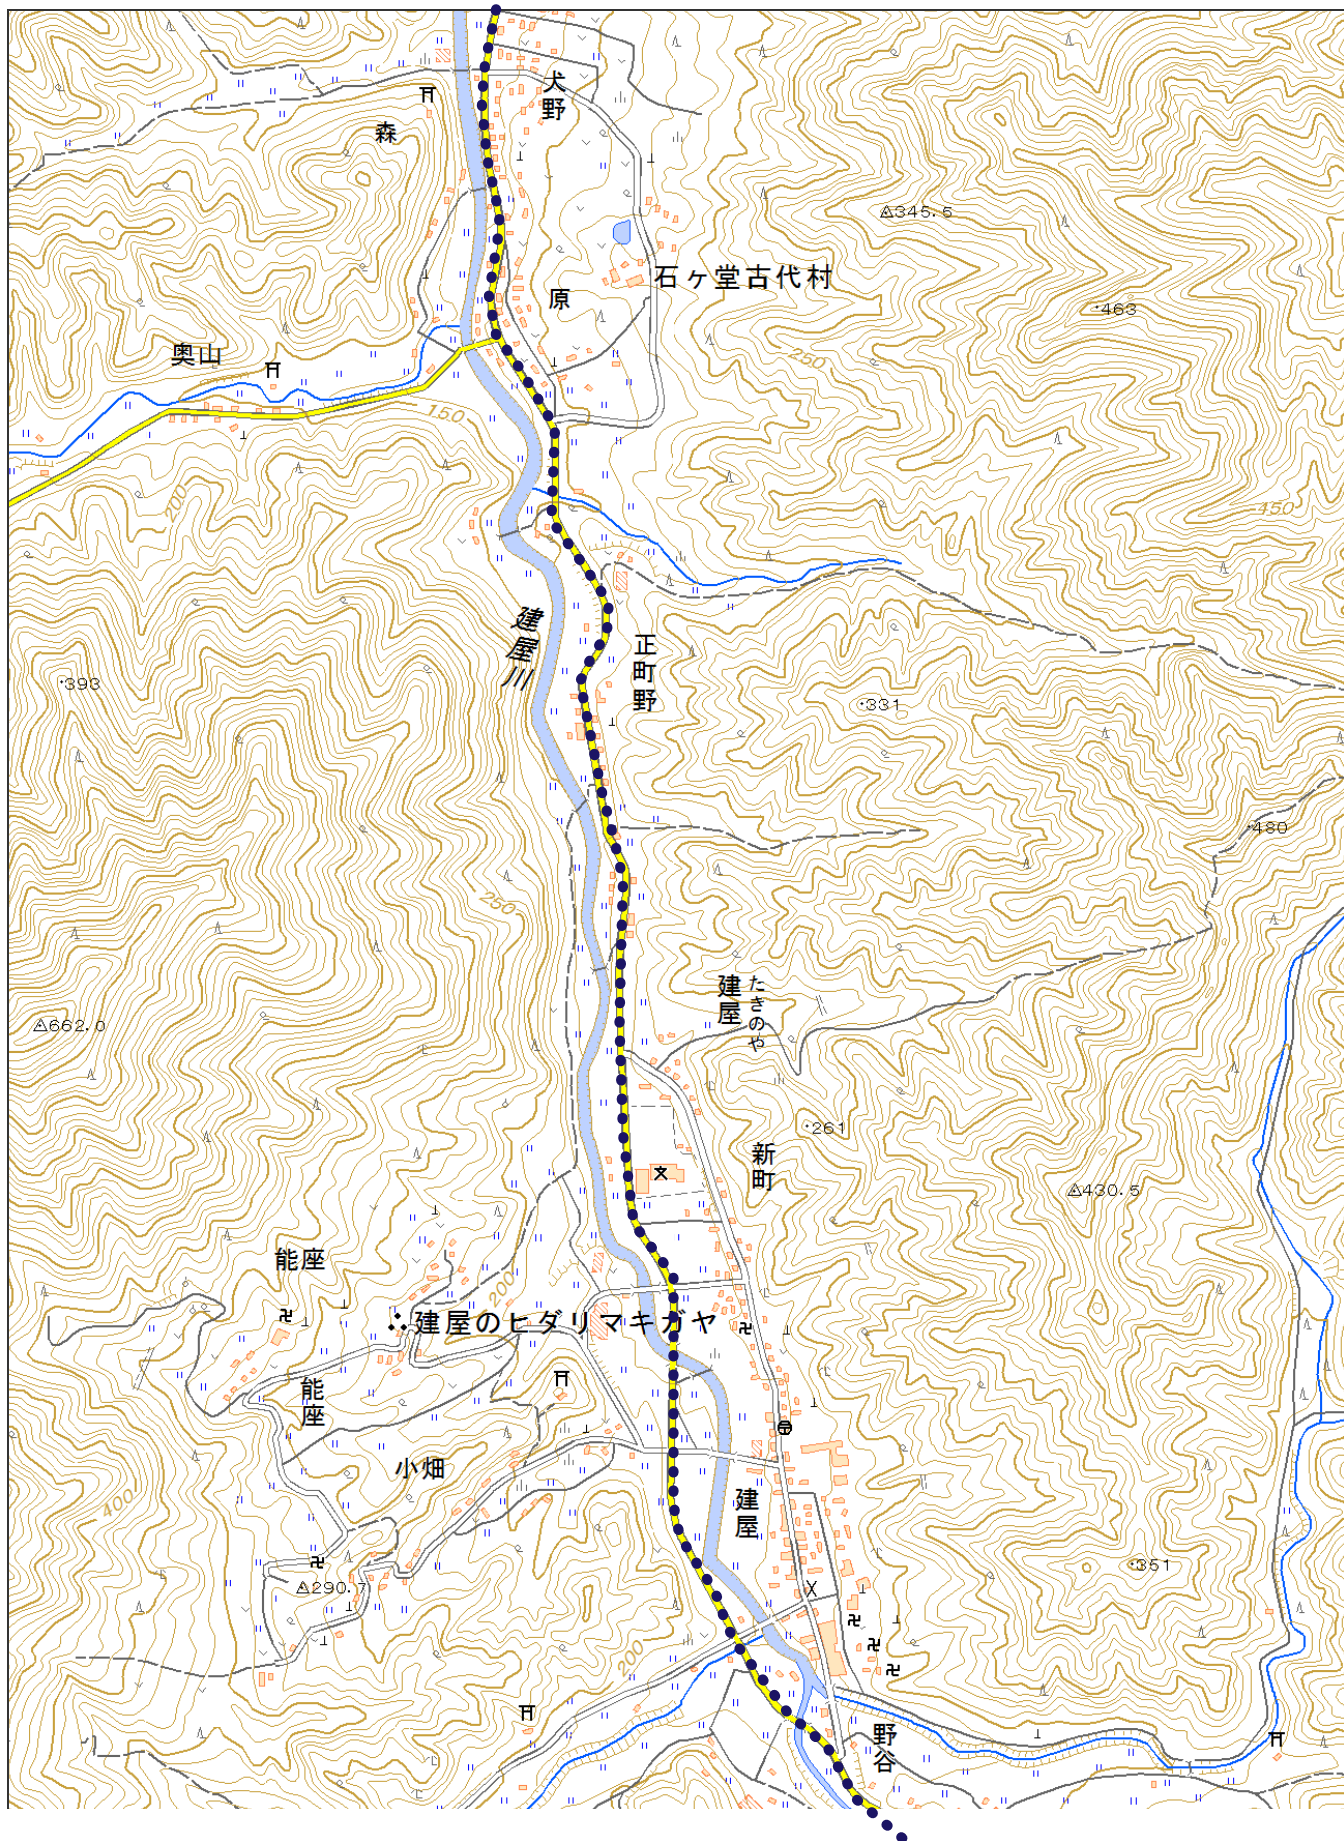 犬野
森
△345.5
石ヶ堂古代村
原
・463
奥山
250
150
200
450
建屋川
正町野
・393
・331
・480
250
建屋
たきのや
△662.0
・261
新町
△430.5
能座
200
∴建屋のヒダリマキガヤ
能座
小畑
400
建屋
・351
△290.7
200
野谷